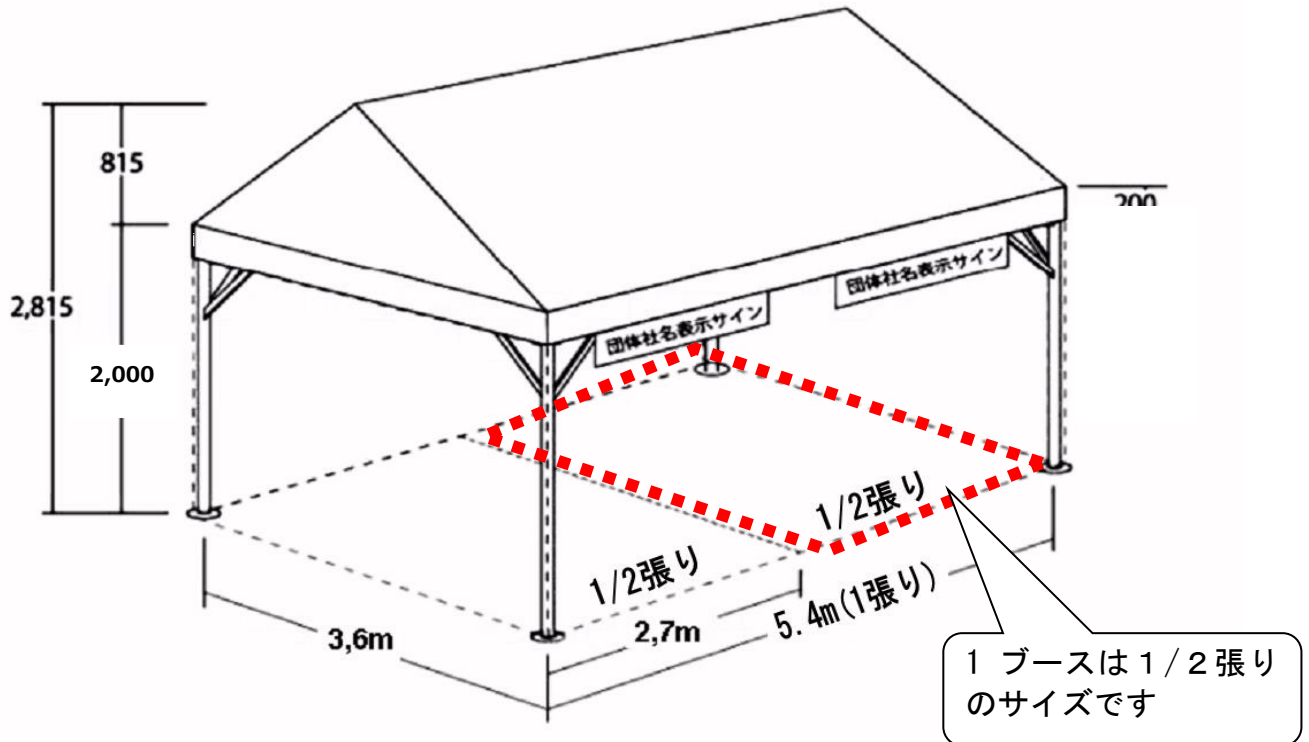 815
200
2,815
2,000
団体社名表示サイン
団体社名表示サイン
1/2張り
1/2張り
3,6m
2,7m
5.4m(1張り)
1 ブースは1/2張り
のサイズです